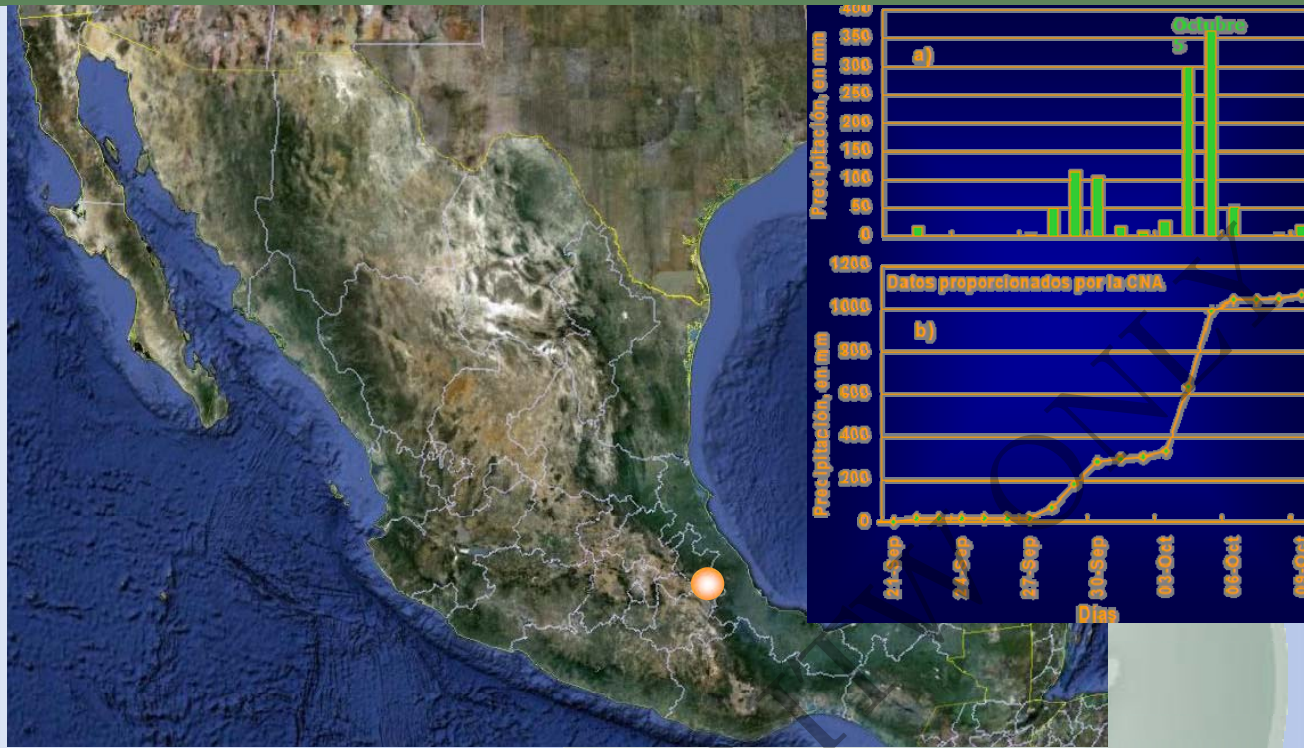 Octubre
5
a)
Precipitación, en mm
400
350
300
250
200
150
100
50
0
Datos proporcionados por la CNA
b)
Precipitación, en mm
1200
1000
800
600
400
200
0
21-Sep
24-Sep
27-Sep
30-Sep
03-Oct
06-Oct
Días
ONLY